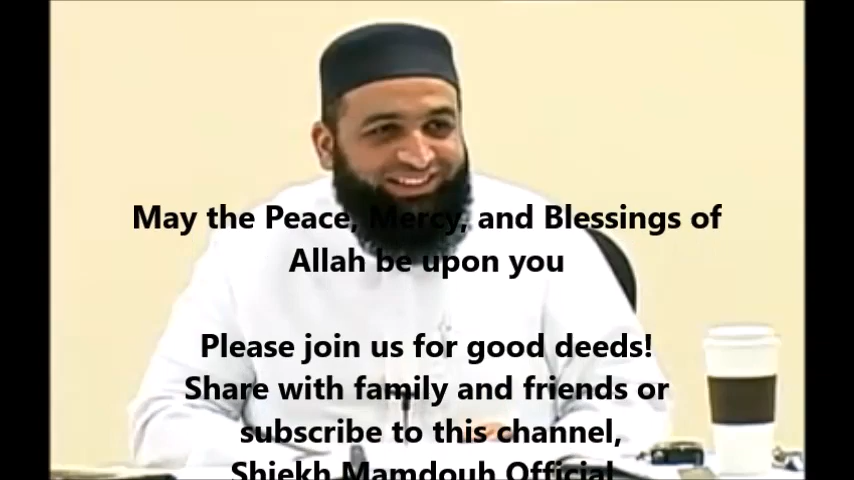 May the Peace, Mercy, and Blessings of
Allah be upon you
Please join us for good deeds!
Share with family and friends or
subscribe to this channel,
Shiekh Mamdouh Official